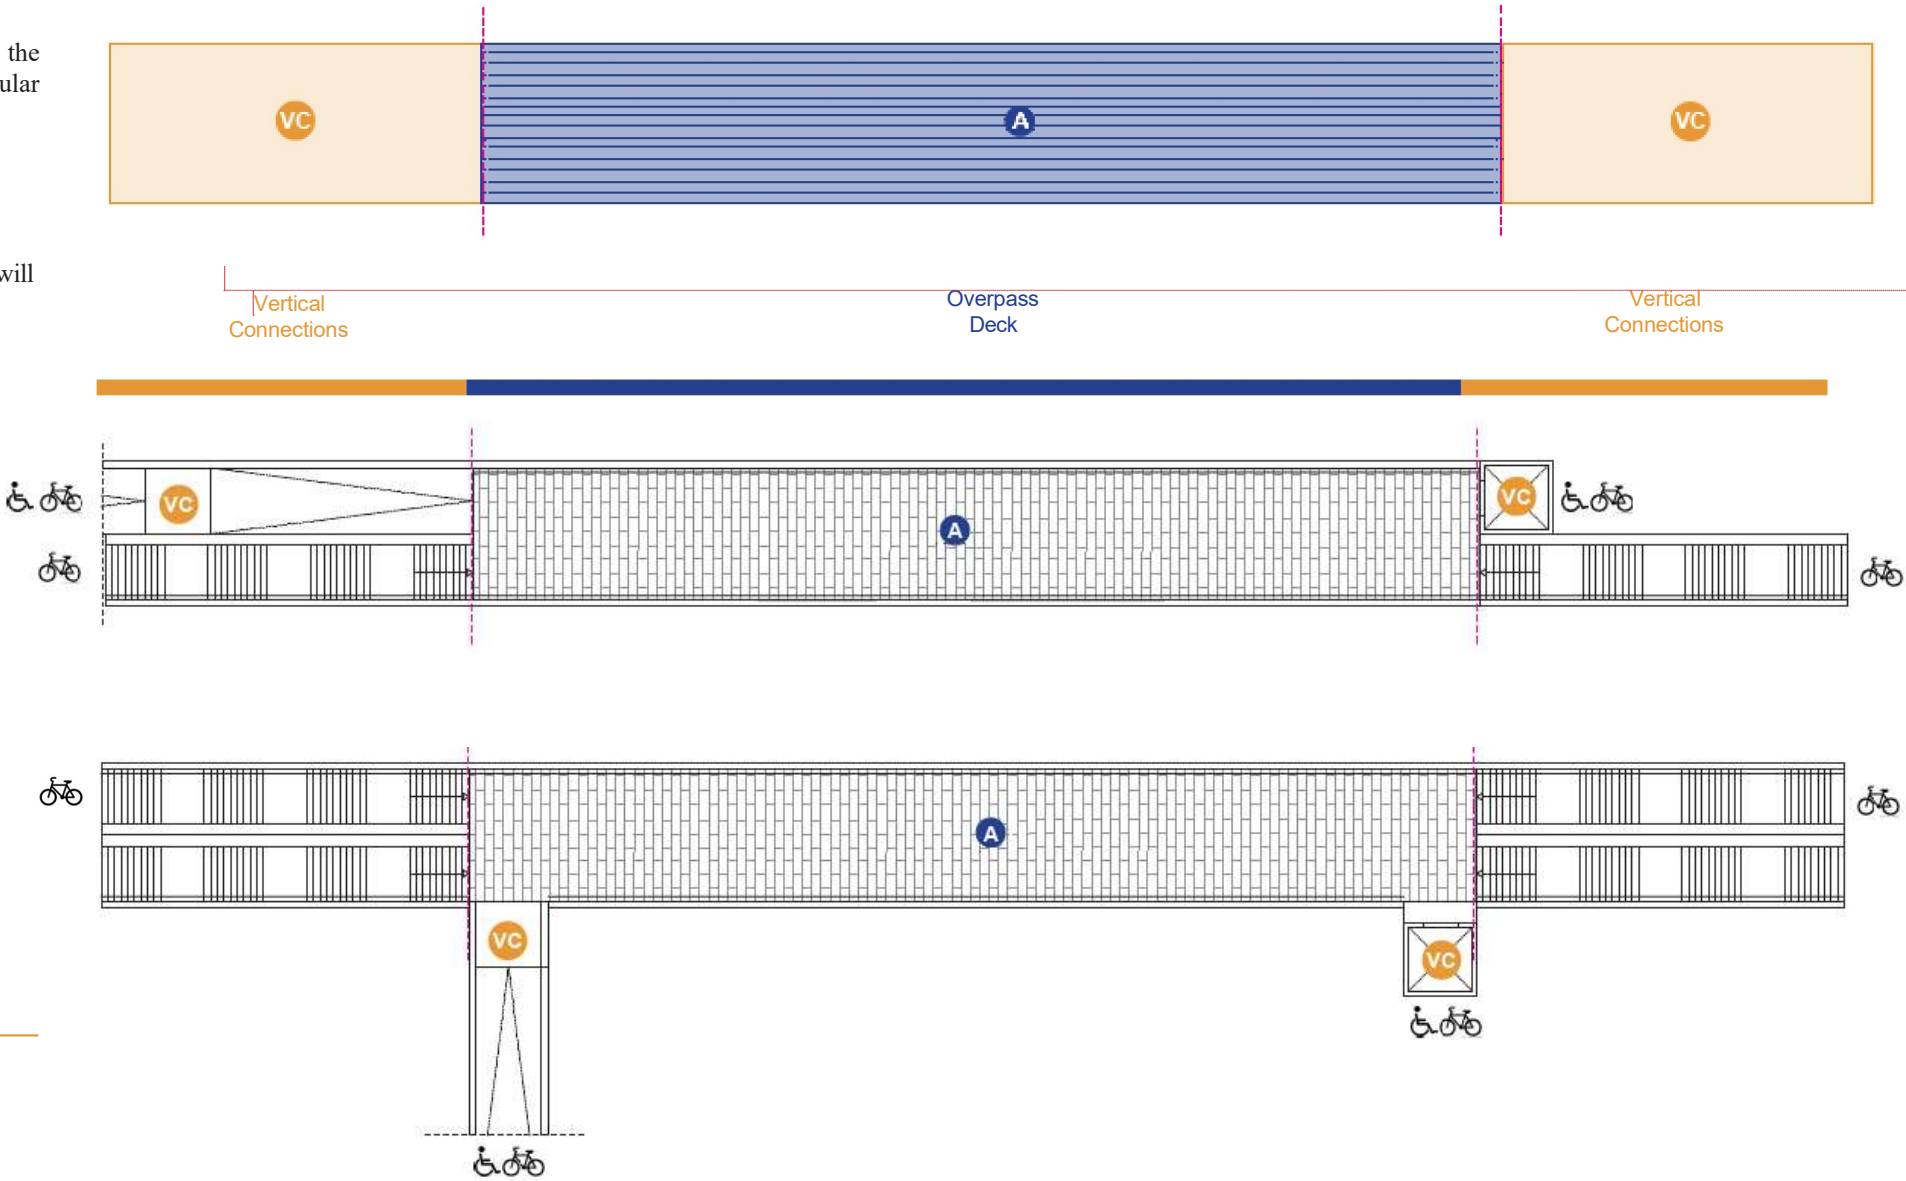 the
ular
VC
A
VC
will
Vertical
Connections
Overpass
Deck
Vertical
Connections
VC
A
VC
A
VC
VC